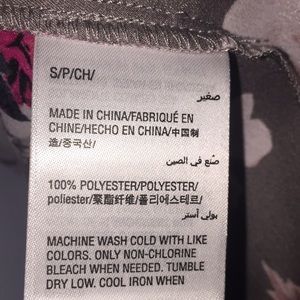 S/P/CH/
صغير
MADE IN CHINA/FABRIQUÉ EN
CHINE/HECHO EN CHINA/中国制
造/중국산/
صُنع في الصين
100% POLYESTER/POLYESTER/
poliester/聚酯纤维/폴리에스테르/
بولي أستر
MACHINE WASH COLD WITH LIKE
COLORS. ONLY NON-CHLORINE
BLEACH WHEN NEEDED. TUMBLE
DRY LOW. COOL IRON WHEN